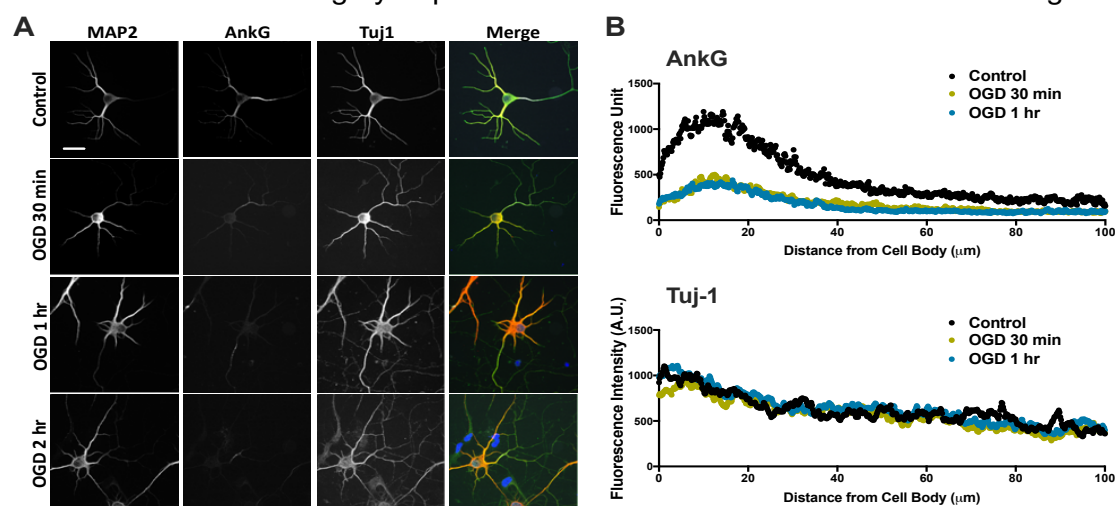 A
MAP2 AnkG Tuj1 Merge
Control
OGD 30 min
OGD 1 hr
OGD 2 hr
B
AnkG
Control
OGD 30 min
OGD 1 hr
Fluorescence Unit
1500
1000
500
0
0 20 40 60 80 100
Distance from Cell Body (μm)
Tuj-1
Control
OGD 30 min
OGD 1 hr
Fluorescence Intensity (A.U.)
1500
1000
500
0
0 20 40 60 80 100
Distance from Cell Body (μm)